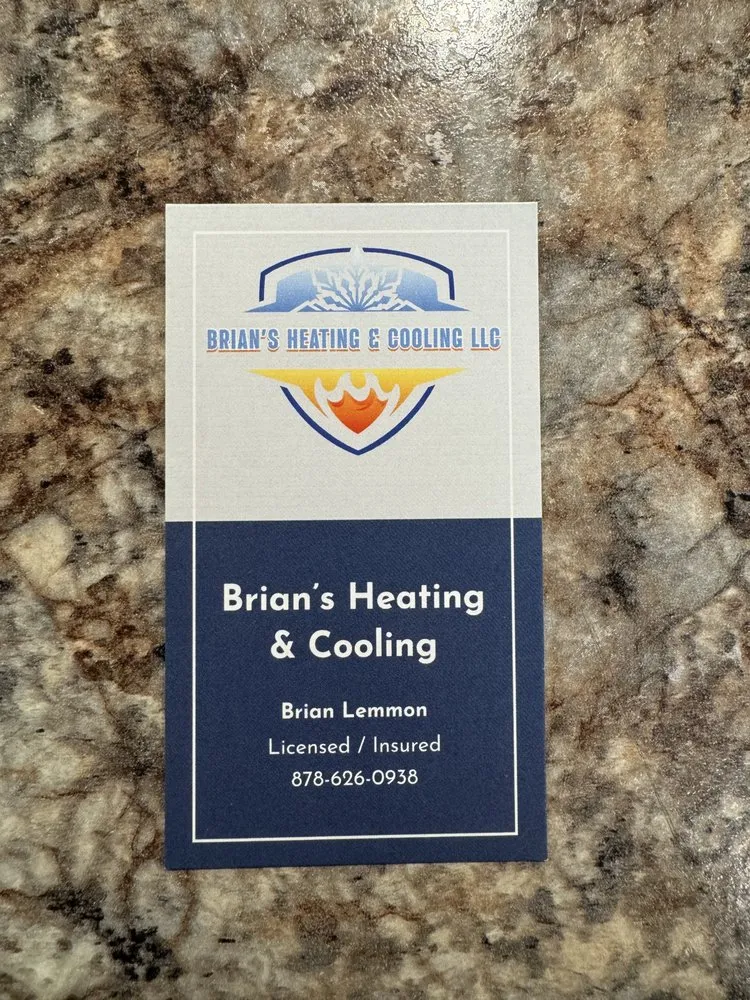 BRIAN'S HEATING & COOLING LLC
Brian's Heating
& Cooling
Brian Lemmon
Licensed / Insured
878-626-0938